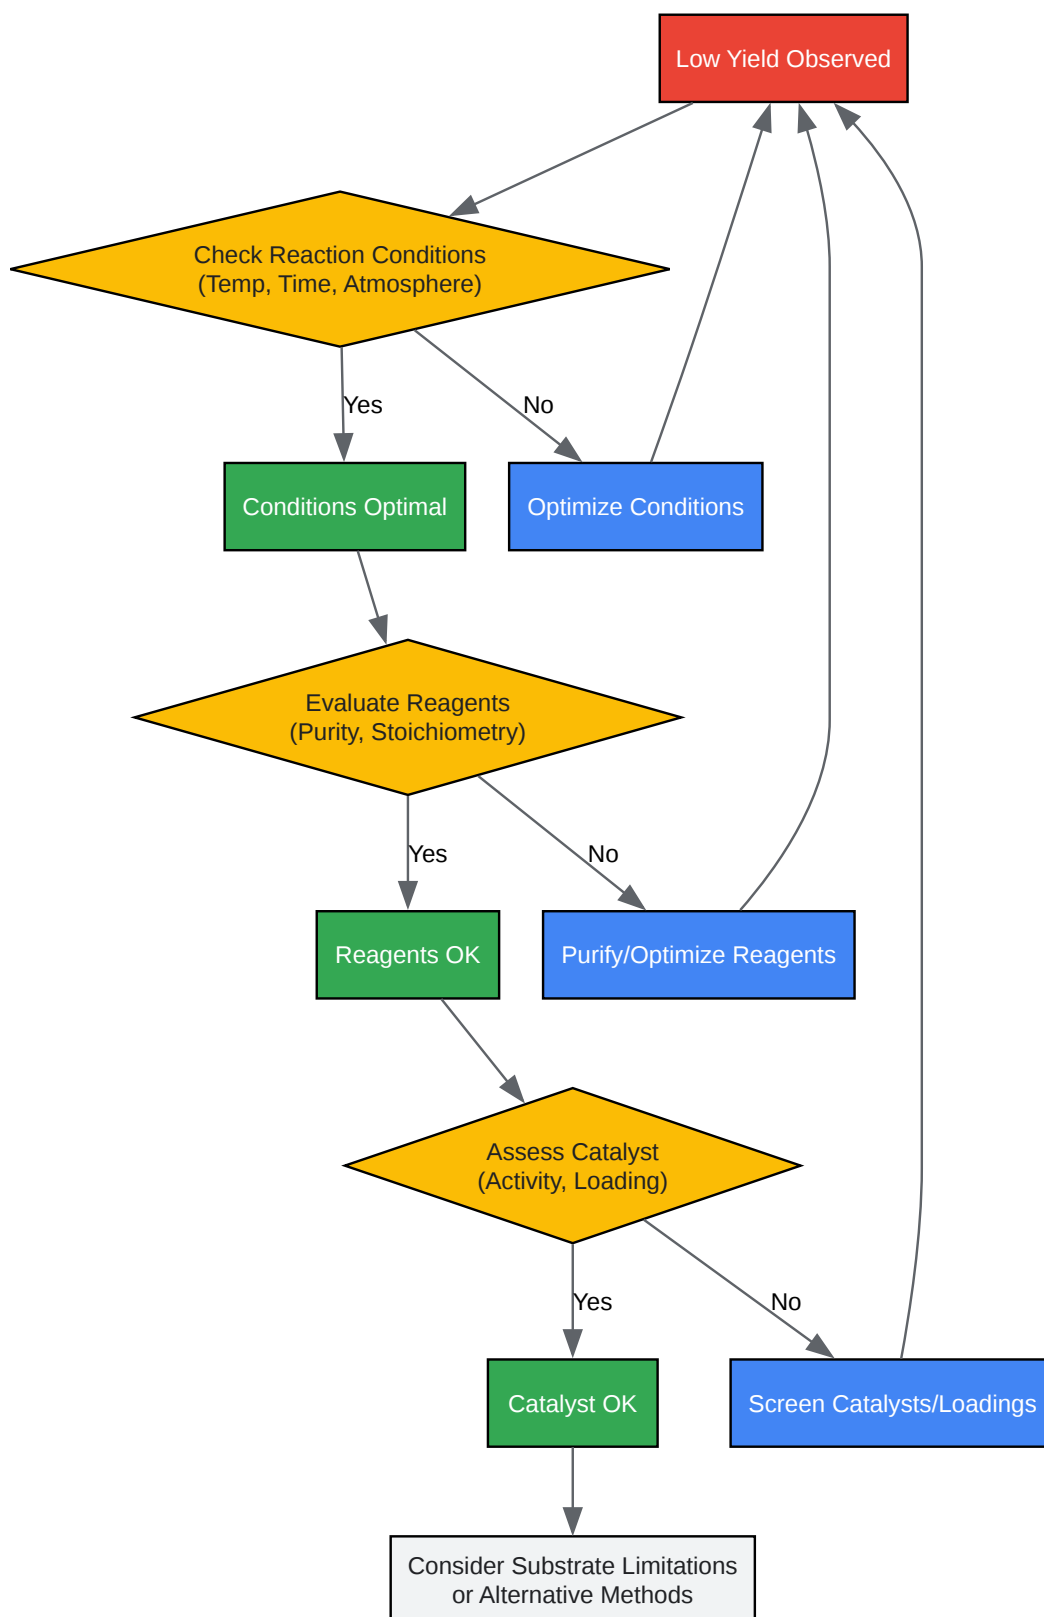 Low Yield Observed
Check Reaction Conditions
(Temp, Time, Atmosphere)
Yes
No
Conditions Optimal
Optimize Conditions
Evaluate Reagents
(Purity, Stoichiometry)
Yes
No
Reagents OK
Purify/Optimize Reagents
Assess Catalyst
(Activity, Loading)
Yes
No
Catalyst OK
Screen Catalysts/Loadings
Consider Substrate Limitations
or Alternative Methods